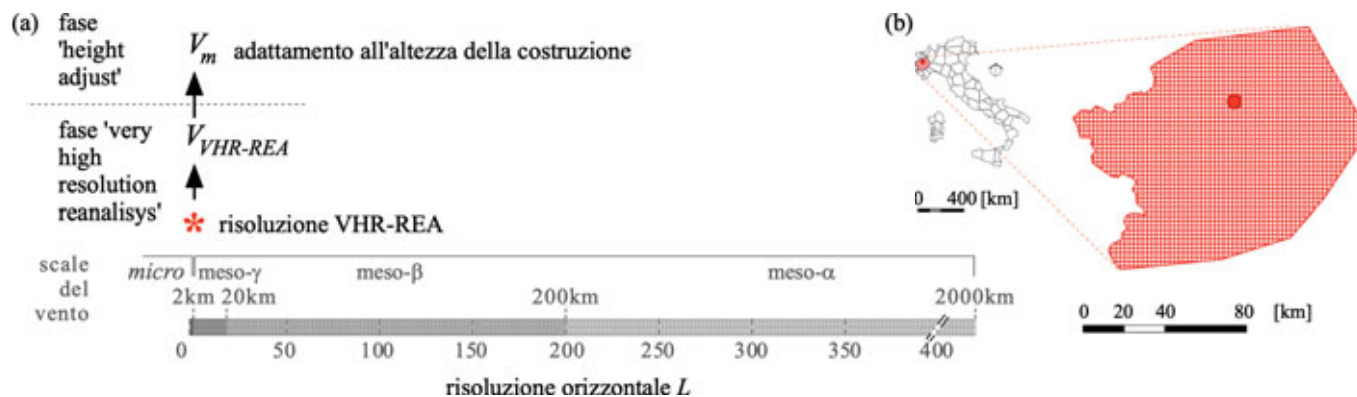 (a)
fase
'height
adjust'
V_m adattamento all'altezza della costruzione
fase 'very
high
resolution
reanalisys'
V_VHR-REA
* risoluzione VHR-REA
scale
del
vento
micro meso-γ meso-β meso-α
2km 20km 200km 2000km
0 50 100 150 200 250 300 350 400
risoluzione orizzontale L
(b)
0 400 [km]
0 20 40 80 [km]